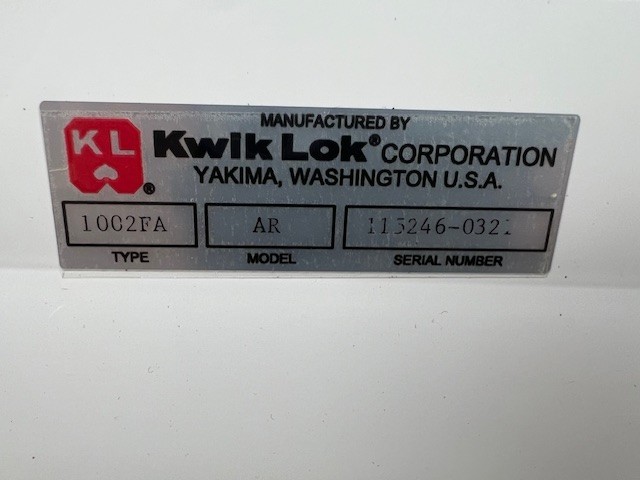 MANUFACTURED BY
KL ® Kwik Lok® CORPORATION
YAKIMA, WASHINGTON U.S.A.
1002FA AR
TYPE MODEL SERIAL NUMBER